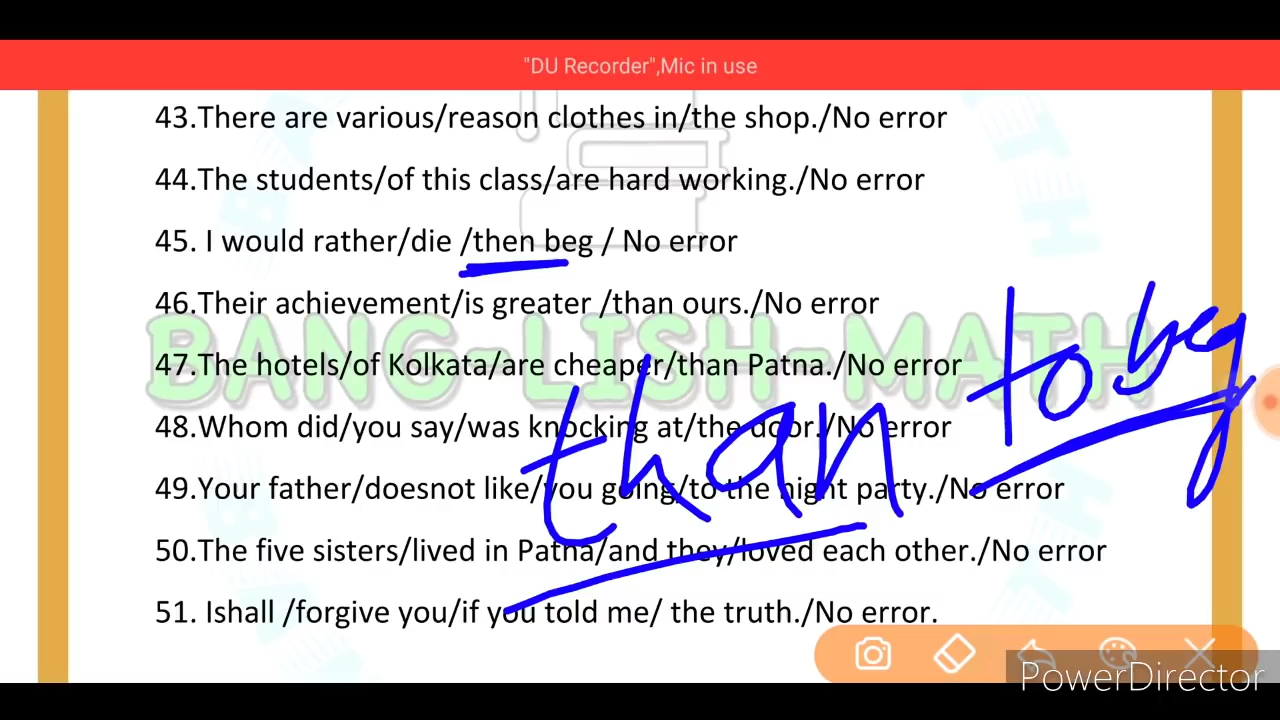 "DU Recorder",Mic in use
43.There are various/reason clothes in/the shop./No error
44.The students/of this class/are hard working./No error
45. I would rather/die /then beg / No error
46.Their achievement/is greater /than ours./No error
BANG-LISH-MATH
47.The hotels/of Kolkata/are cheaper/than Patna./No error
to beg
48.Whom did/you say/was knocking at/the door./No error
than
49.Your father/doesnot like/you going/to the night party./No error
50.The five sisters/lived in Patna/and they/loved each other./No error
51. Ishall /forgive you/if you told me/ the truth./No error.
PowerDirector